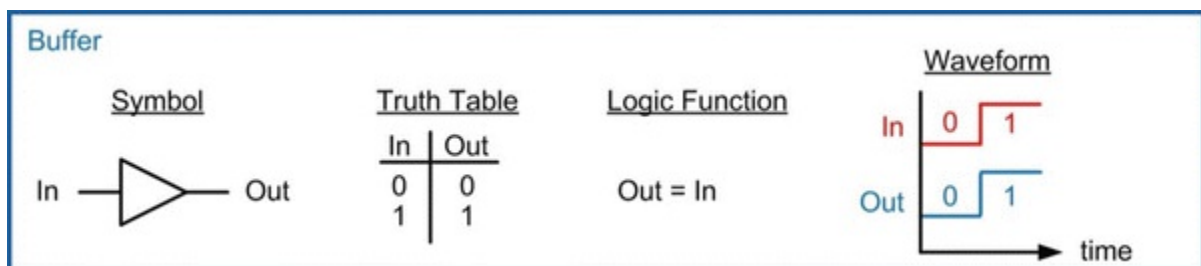 Buffer
Symbol
In
Out
Truth Table
In Out
0 0
1 1
Logic Function
Out = In
Waveform
In 0 1
Out 0 1
time